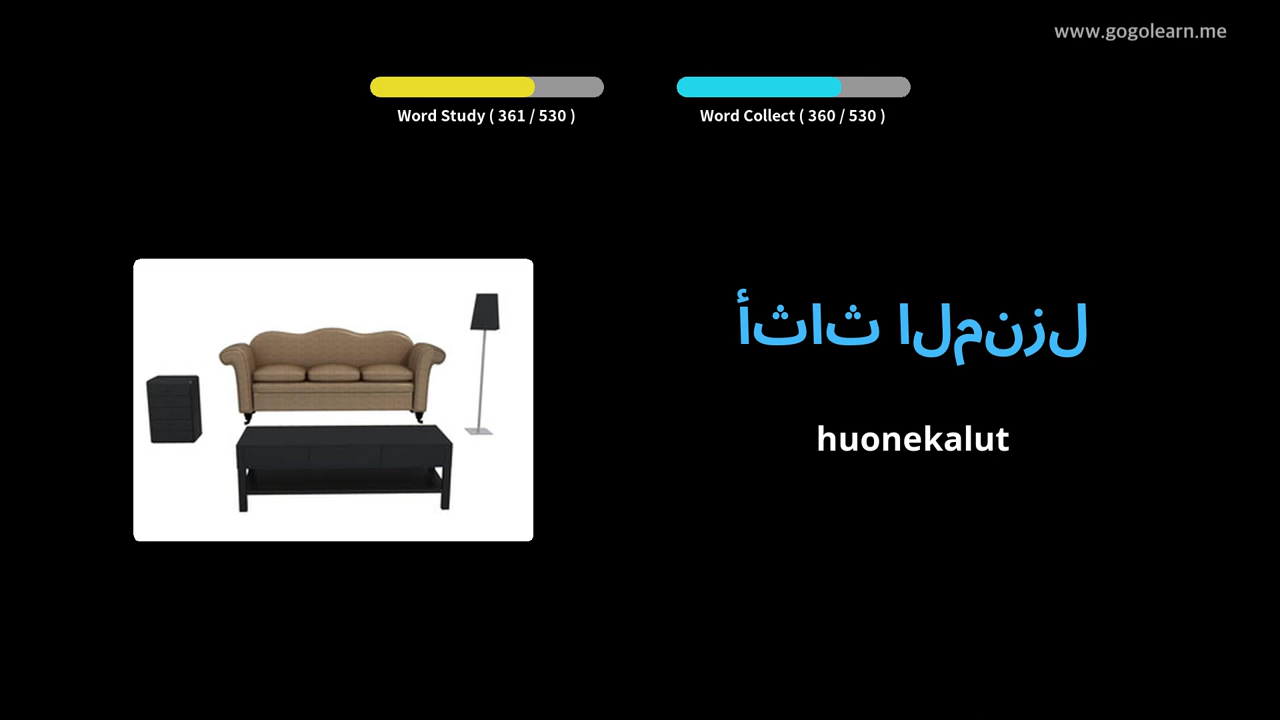 www.gogolearn.me
Word Study ( 361 / 530 )
Word Collect ( 360 / 530 )
أثاث المنزل
huonekalut